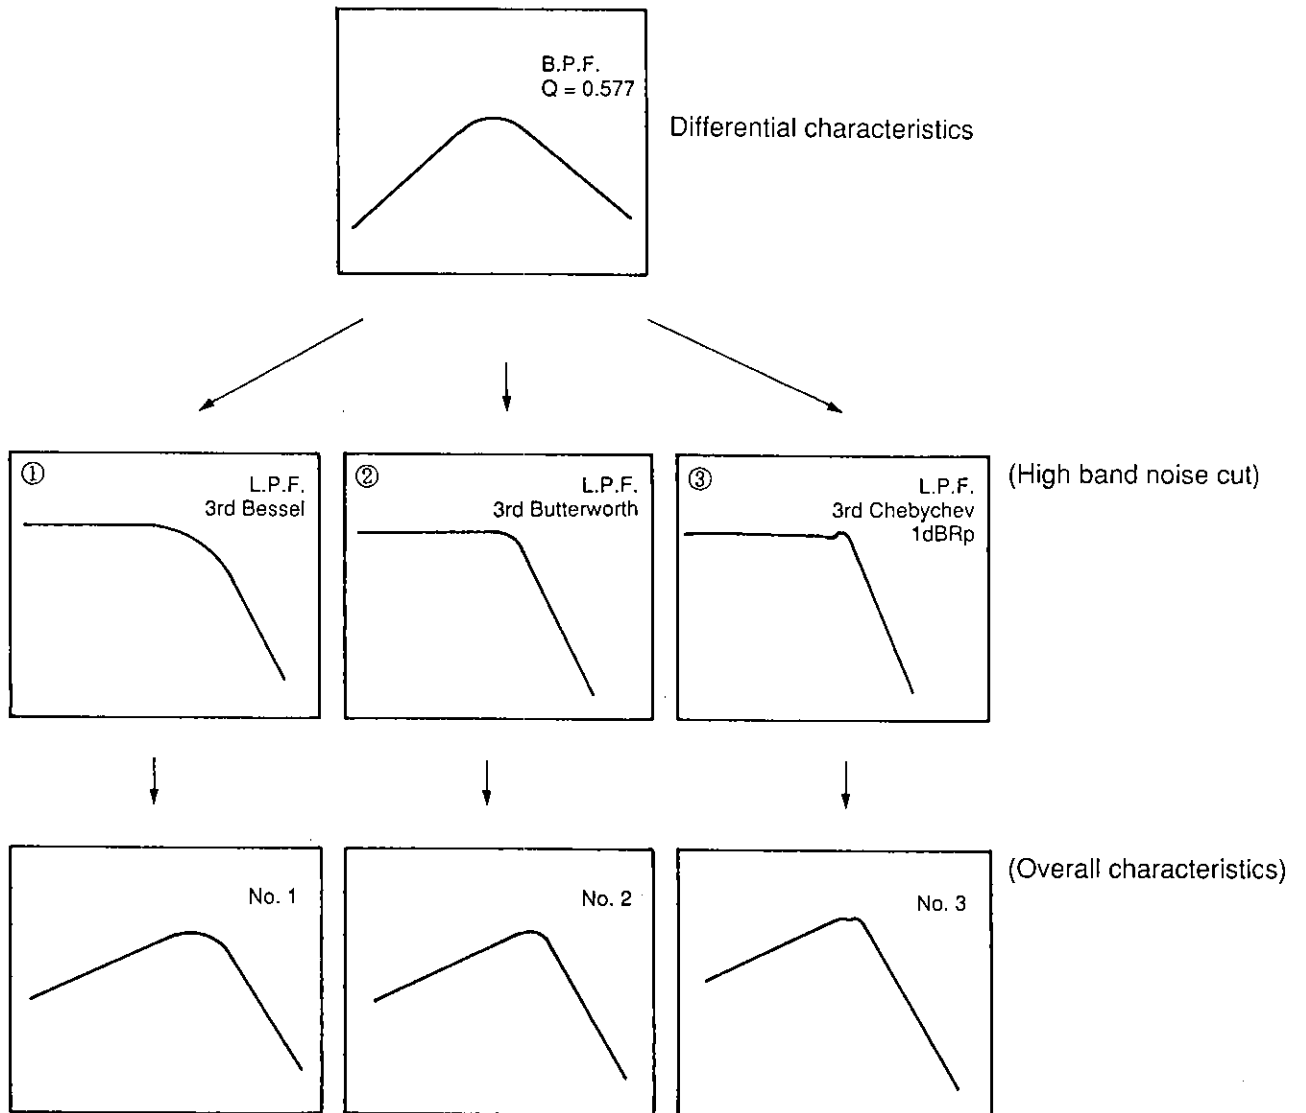 B.P.F.
Q = 0.577
Differential characteristics
①
L.P.F.
3rd Bessel
②
L.P.F.
3rd Butterworth
③
L.P.F.
3rd Chebychev
1dBRp
(High band noise cut)
No. 1
No. 2
No. 3
(Overall characteristics)